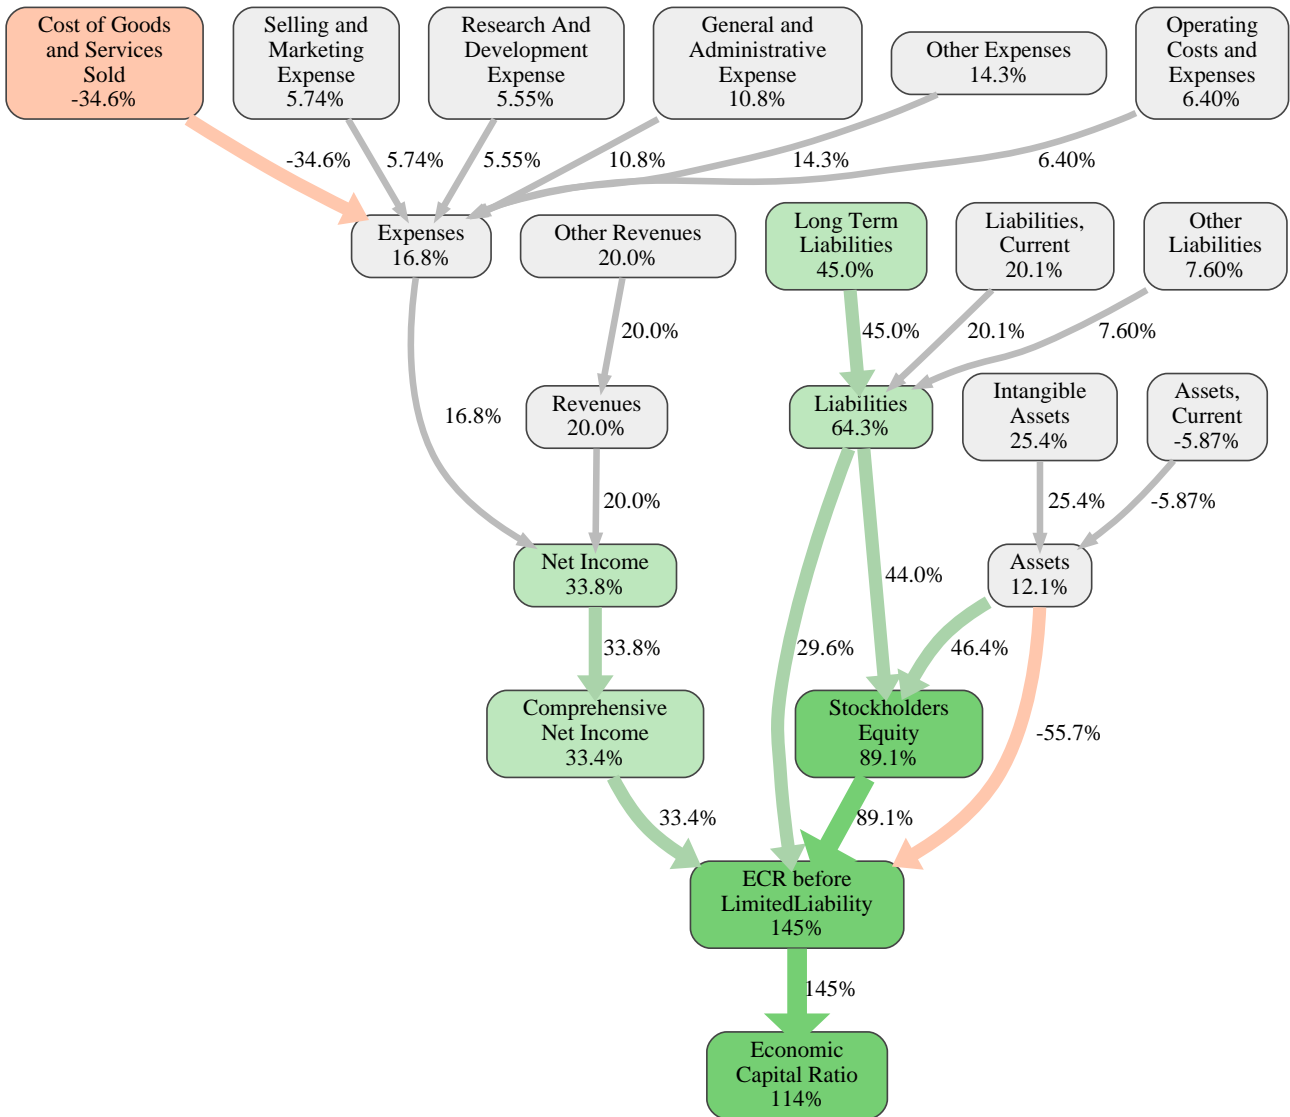 Cost of Goods
and Services
Sold
-34.6%
Selling and
Marketing
Expense
5.74%
Research And
Development
Expense
5.55%
General and
Administrative
Expense
10.8%
Other Expenses
14.3%
Operating
Costs and
Expenses
6.40%
-34.6%
5.74%
5.55%
10.8%
14.3%
6.40%
Expenses
16.8%
Other Revenues
20.0%
Long Term
Liabilities
45.0%
Liabilities,
Current
20.1%
Other
Liabilities
7.60%
20.0%
45.0%
20.1%
7.60%
16.8%
Revenues
20.0%
Liabilities
64.3%
Intangible
Assets
25.4%
Assets,
Current
-5.87%
20.0%
25.4%
-5.87%
Net Income
33.8%
44.0%
Assets
12.1%
33.8%
29.6%
46.4%
Comprehensive
Net Income
33.4%
Stockholders
Equity
89.1%
-55.7%
33.4%
89.1%
ECR before
LimitedLiability
145%
145%
Economic
Capital Ratio
114%